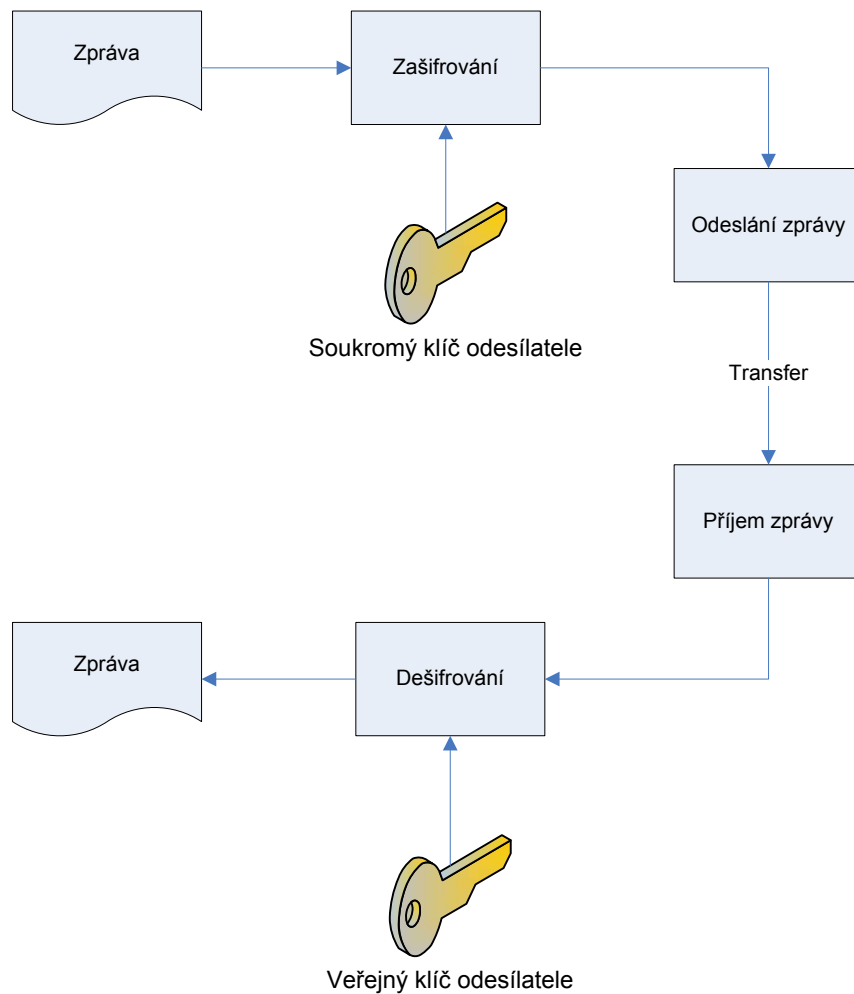 Zpráva
Zašifrování
Odeslání zprávy
Soukromý klíč odesílatele
Transfer
Příjem zprávy
Zpráva
Dešifrování
Veřejný klíč odesílatele